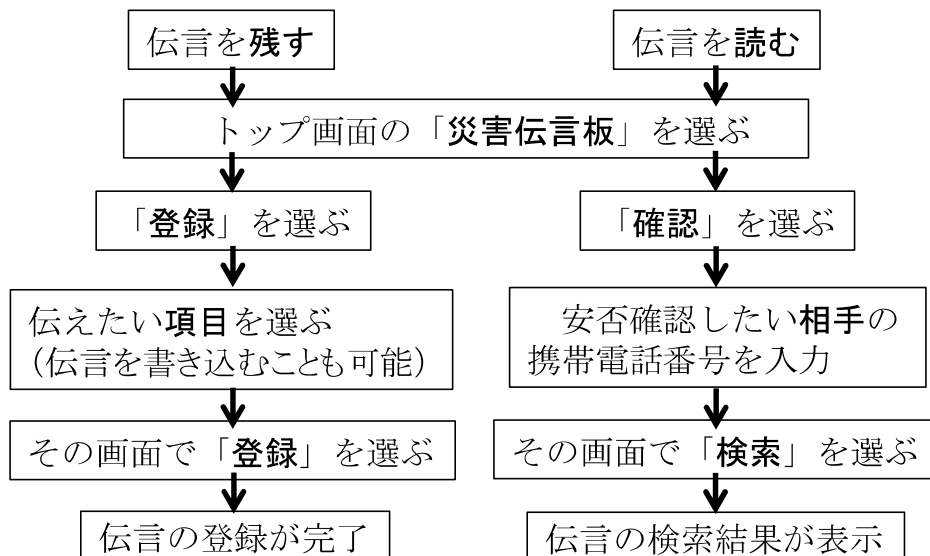 伝言を残す
伝言を読む
トップ画面の「災害伝言板」を選ぶ
「登録」を選ぶ
「確認」を選ぶ
伝えたい項目を選ぶ
（伝言を書き込むことも可能）
安否確認したい相手の
携帯電話番号を入力
その画面で「登録」を選ぶ
その画面で「検索」を選ぶ
伝言の登録が完了
伝言の検索結果が表示